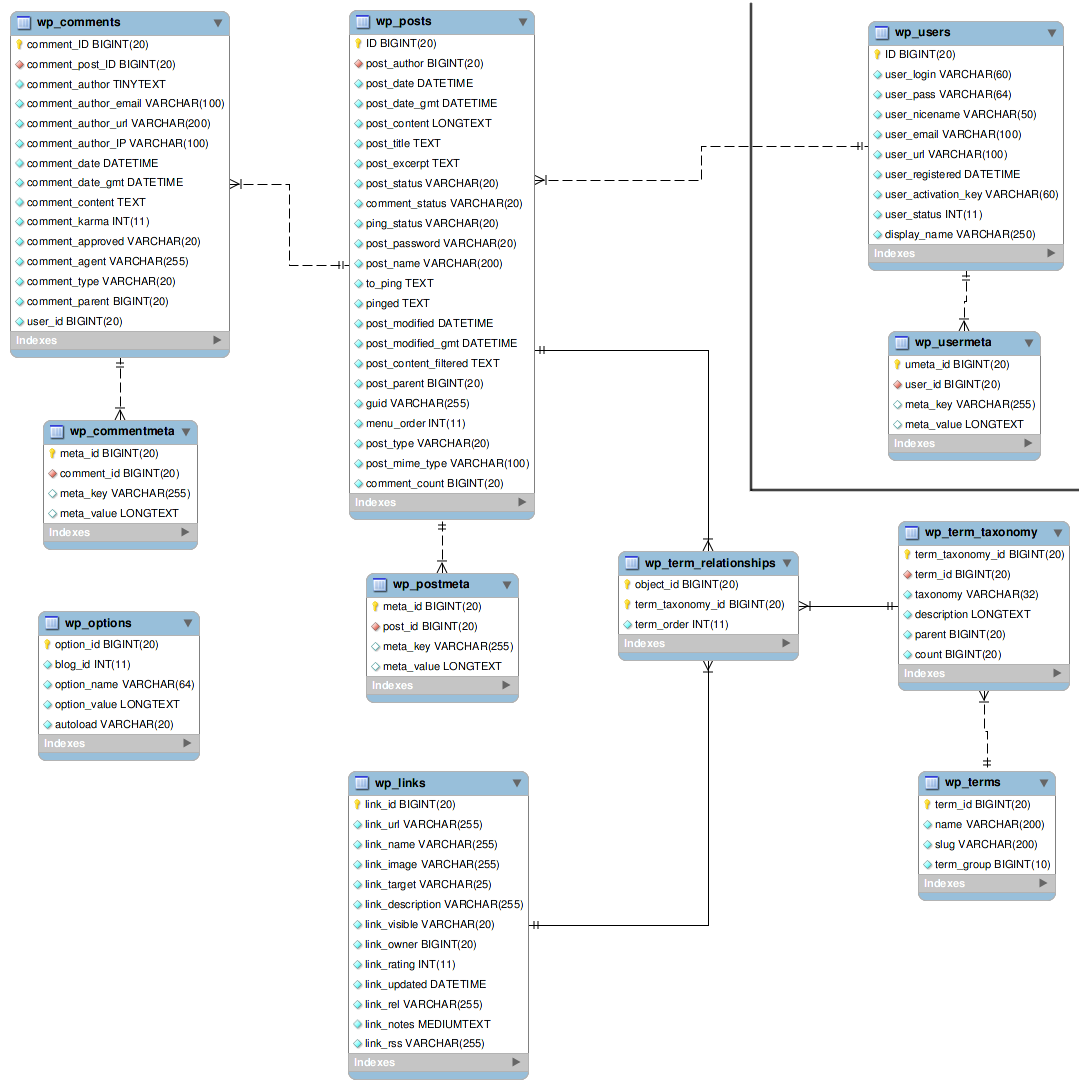 wp_comments
comment_ID BIGINT(20)
comment_post_ID BIGINT(20)
comment_author TINYTEXT
comment_author_email VARCHAR(100)
comment_author_url VARCHAR(200)
comment_author_IP VARCHAR(100)
comment_date DATETIME
comment_date_gmt DATETIME
comment_content TEXT
comment_karma INT(11)
comment_approved VARCHAR(20)
comment_agent VARCHAR(255)
comment_type VARCHAR(20)
comment_parent BIGINT(20)
user_id BIGINT(20)
Indexes
wp_commentmeta
meta_id BIGINT(20)
comment_id BIGINT(20)
meta_key VARCHAR(255)
meta_value LONGTEXT
Indexes
wp_options
option_id BIGINT(20)
blog_id INT(11)
option_name VARCHAR(64)
option_value LONGTEXT
autoload VARCHAR(20)
Indexes
wp_posts
ID BIGINT(20)
post_author BIGINT(20)
post_date DATETIME
post_date_gmt DATETIME
post_content LONGTEXT
post_title TEXT
post_excerpt TEXT
post_status VARCHAR(20)
comment_status VARCHAR(20)
ping_status VARCHAR(20)
post_password VARCHAR(20)
post_name VARCHAR(200)
to_ping TEXT
pinged TEXT
post_modified DATETIME
post_modified_gmt DATETIME
post_content_filtered TEXT
post_parent BIGINT(20)
guid VARCHAR(255)
menu_order INT(11)
post_type VARCHAR(20)
post_mime_type VARCHAR(100)
comment_count BIGINT(20)
Indexes
wp_postmeta
meta_id BIGINT(20)
post_id BIGINT(20)
meta_key VARCHAR(255)
meta_value LONGTEXT
Indexes
wp_links
link_id BIGINT(20)
link_url VARCHAR(255)
link_name VARCHAR(255)
link_image VARCHAR(255)
link_target VARCHAR(25)
link_description VARCHAR(255)
link_visible VARCHAR(20)
link_owner BIGINT(20)
link_rating INT(11)
link_updated DATETIME
link_rel VARCHAR(255)
link_notes MEDIUMTEXT
link_rss VARCHAR(255)
Indexes
wp_term_relationships
object_id BIGINT(20)
term_taxonomy_id BIGINT(20)
term_order INT(11)
Indexes
wp_users
ID BIGINT(20)
user_login VARCHAR(60)
user_pass VARCHAR(64)
user_nicename VARCHAR(50)
user_email VARCHAR(100)
user_url VARCHAR(100)
user_registered DATETIME
user_activation_key VARCHAR(60)
user_status INT(11)
display_name VARCHAR(250)
Indexes
wp_usermeta
umeta_id BIGINT(20)
user_id BIGINT(20)
meta_key VARCHAR(255)
meta_value LONGTEXT
Indexes
wp_term_taxonomy
term_taxonomy_id BIGINT(20)
term_id BIGINT(20)
taxonomy VARCHAR(32)
description LONGTEXT
parent BIGINT(20)
count BIGINT(20)
Indexes
wp_terms
term_id BIGINT(20)
name VARCHAR(200)
slug VARCHAR(200)
term_group BIGINT(10)
Indexes